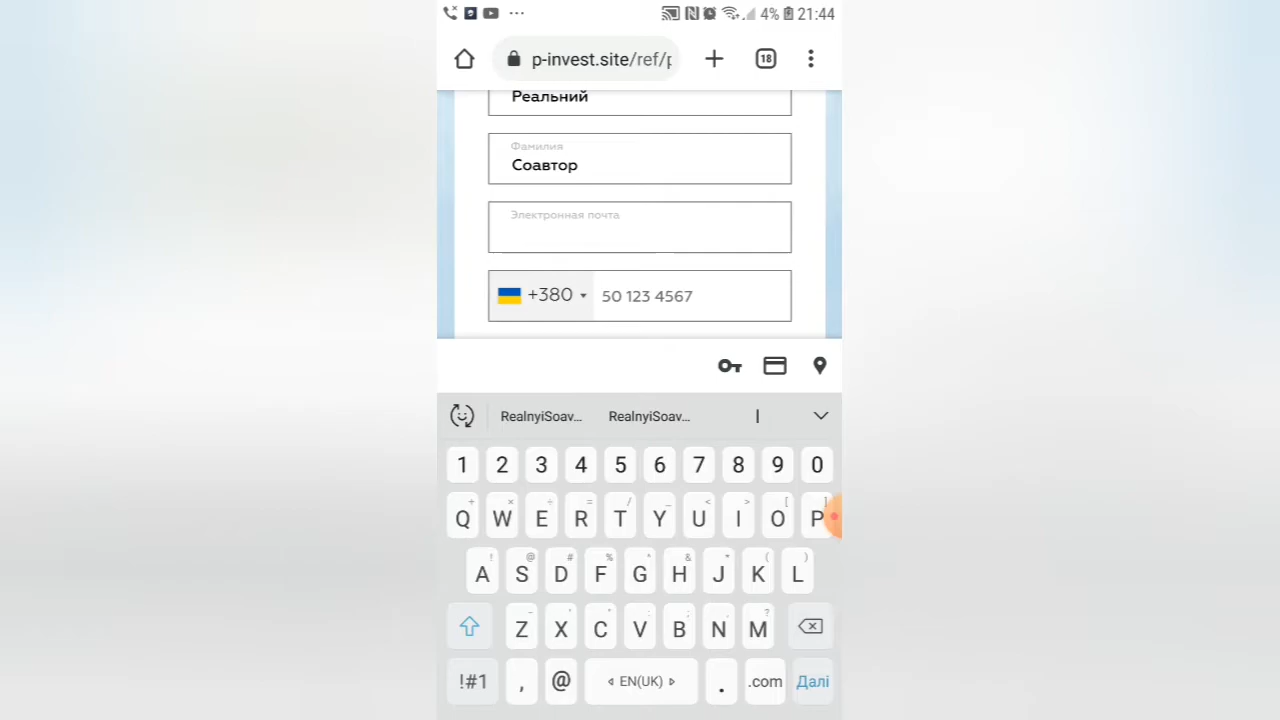 4% 21:44
p-invest.site/ref/p
18
Реальний
Фамилия
Соавтор
Электронная почта
+380 50 123 4567
RealnyiSoav... RealnyiSoav...
1 2 3 4 5 6 7 8 9 0
Q W E R T Y U I O P
A S D F G H J K L
Z X C V B N M
!#1 , @ EN(UK) . .com Далі